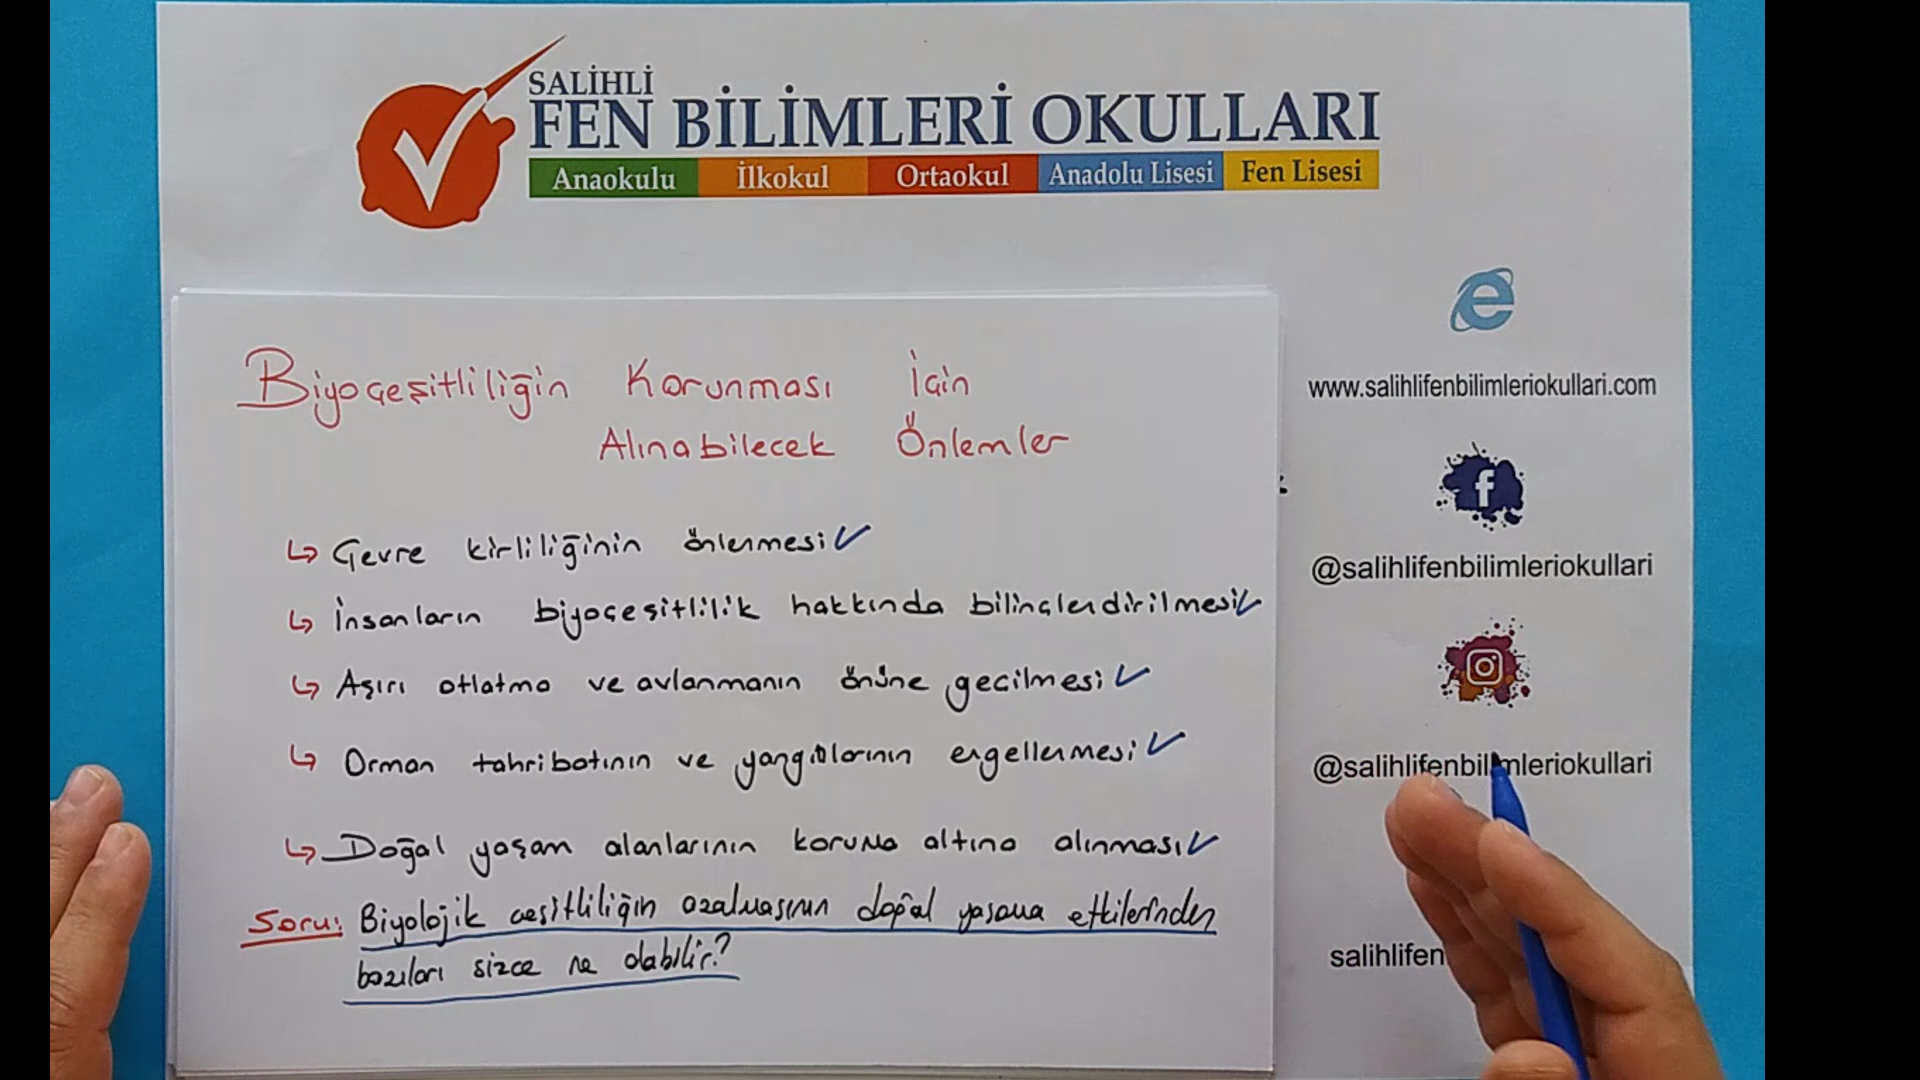 SALİHLİ
FEN BİLİMLERİ OKULLARI
Anaokulu İlkokul Ortaokul Anadolu Lisesi Fen Lisesi
Biyoçeşitliliğin Korunması İçin
Alınabilecek Önlemler
↳ Çevre kirliliğinin önlenmesi ✓
↳ İnsanların biyoçeşitlilik hakkında bilinçlendirilmesi ✓
↳ Aşırı otlatma ve avlanmanın önüne geçilmesi ✓
↳ Orman tahribatının ve yangınlarının engellenmesi ✓
↳ Doğal yaşam alanlarının koruma altına alınması ✓
Soru: Biyolojik çeşitliliğin azalmasının doğal yaşama etkilerinden
bazıları sizce ne olabilir?
www.salihlifenbilimleriokullari.com
@salihlifenbilimleriokullari
@salihlifenbilimleriokullari
salihlifen